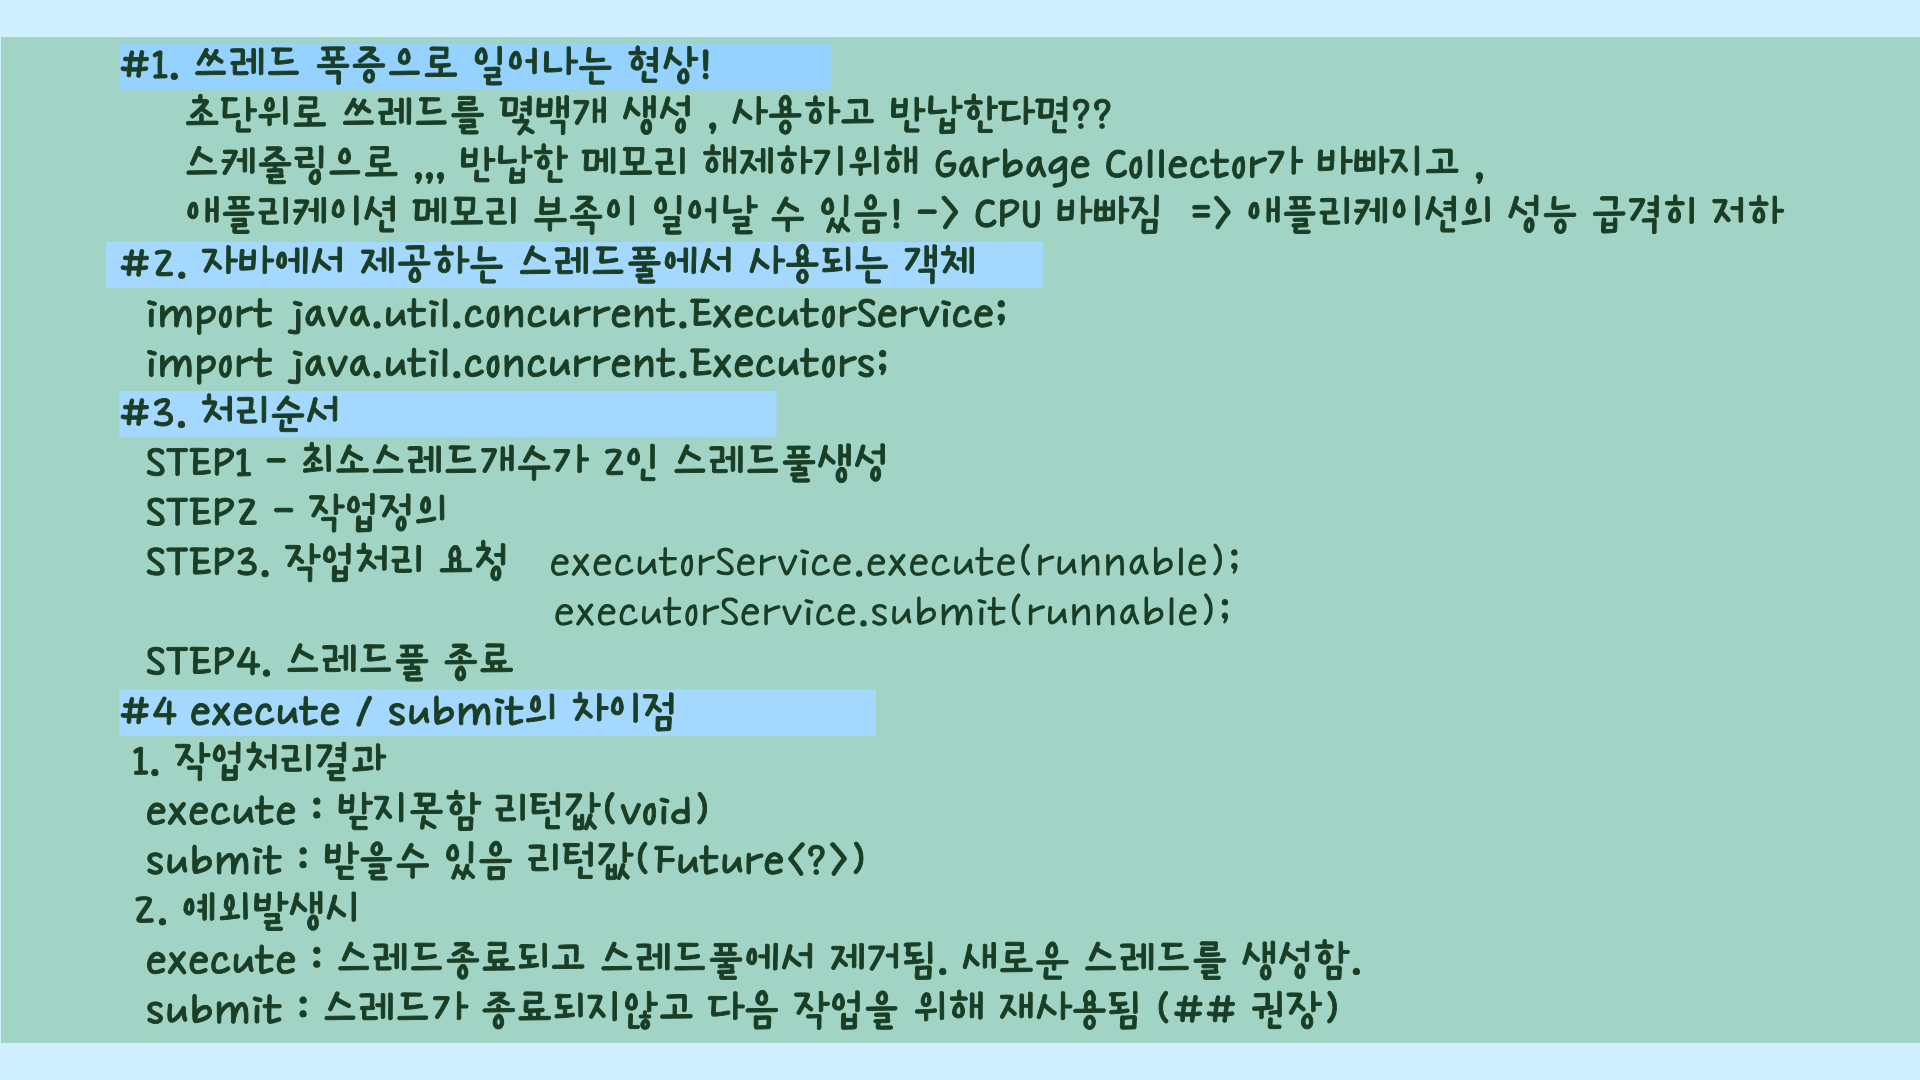 #1. 쓰레드 폭증으로 일어나는 현상!
초단위로 쓰레드를 몇백개 생성 , 사용하고 반납한다면??
스케줄링으로 ,,, 반납한 메모리 해제하기위해 Garbage Collector가 바빠지고 ,
애플리케이션 메모리 부족이 일어날 수 있음! -> CPU 바빠짐 => 애플리케이션의 성능 급격히 저하
#2. 자바에서 제공하는 스레드풀에서 사용되는 객체
import java.util.concurrent.ExecutorService;
import java.util.concurrent.Executors;
#3. 처리순서
STEP1 - 최소스레드개수가 2인 스레드풀생성
STEP2 - 작업정의
STEP3. 작업처리 요청 executorService.execute(runnable);
executorService.submit(runnable);
STEP4. 스레드풀 종료
#4 execute / submit의 차이점
1. 작업처리결과
execute : 받지못함 리턴값(void)
submit : 받을수 있음 리턴값(Future<?>)
2. 예외발생시
execute : 스레드종료되고 스레드풀에서 제거됨. 새로운 스레드를 생성함.
submit : 스레드가 종료되지않고 다음 작업을 위해 재사용됨 (## 권장)